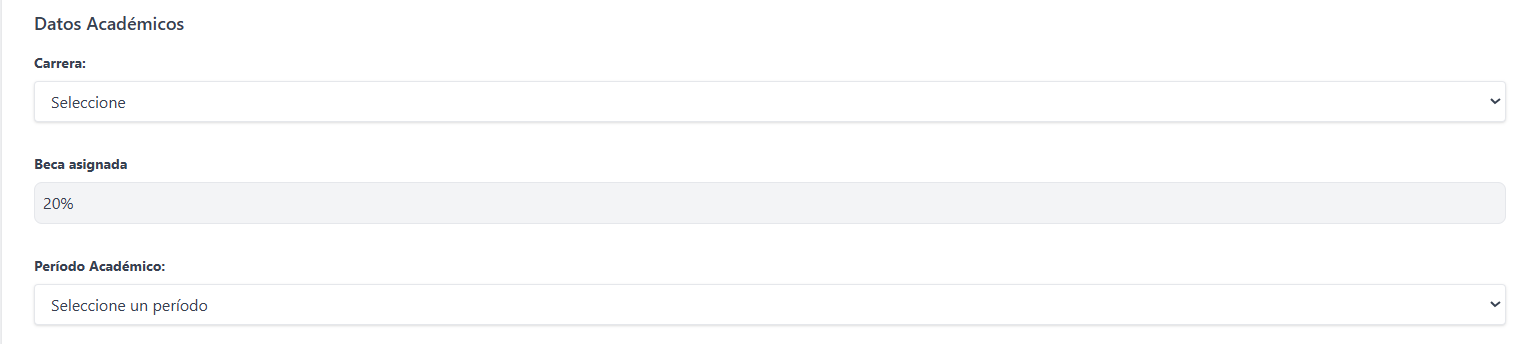 Datos Académicos
Carrera:
Seleccione
Beca asignada
20%
Período Académico:
Seleccione un período